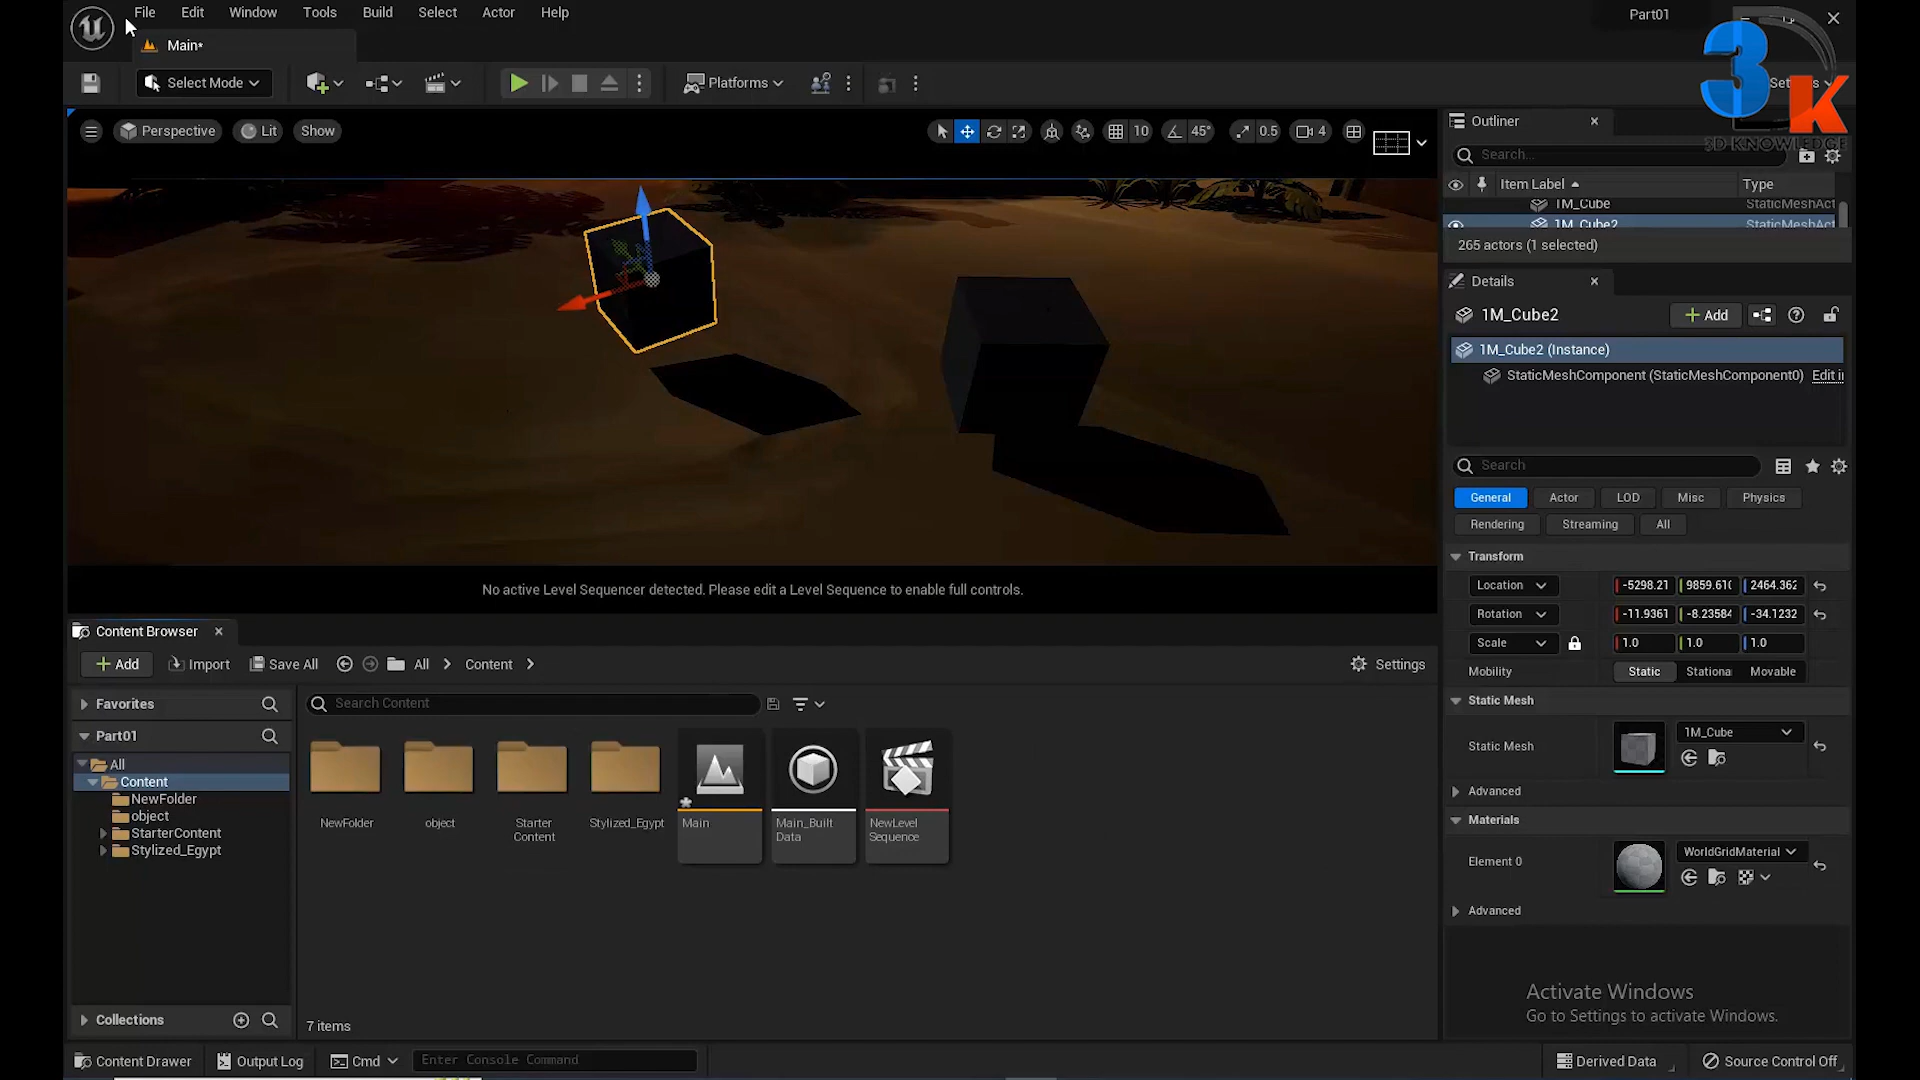 File Edit Window Tools Build Select Actor Help
Part01
Main*
Select Mode
Platforms
3 K
3D KNOWLEDGE
Perspective Lit Show
10 45° 0.5 4
Outliner
Search...
Item Label Type
1M_Cube StaticMeshAct
1M_Cube2 StaticMeshAct
265 actors (1 selected)
Details
1M_Cube2 Add
1M_Cube2 (Instance)
StaticMeshComponent (StaticMeshComponent0) Edit i
Search
General Actor LOD Misc Physics
Rendering Streaming All
Transform
Location -5298.21 9859.61 2464.362
Rotation -11.9361 -8.23584 -34.1232
Scale 1.0 1.0 1.0
Mobility Static Stationa Movable
Static Mesh
Static Mesh 1M_Cube
Advanced
Materials
Element 0 WorldGridMaterial
Advanced
No active Level Sequencer detected. Please edit a Level Sequence to enable full controls.
Content Browser
Add Import Save All All Content Settings
Favorites
Search Content
Part01
All
Content
NewFolder
object
StarterContent
Stylized_Egypt
NewFolder
object
Starter
Content
Stylized_Egypt
Main
Main_Built
Data
NewLevel
Sequence
Collections
7 items
Activate Windows
Go to Settings to activate Windows.
Content Drawer Output Log Cmd Enter Console Command
Derived Data Source Control Off